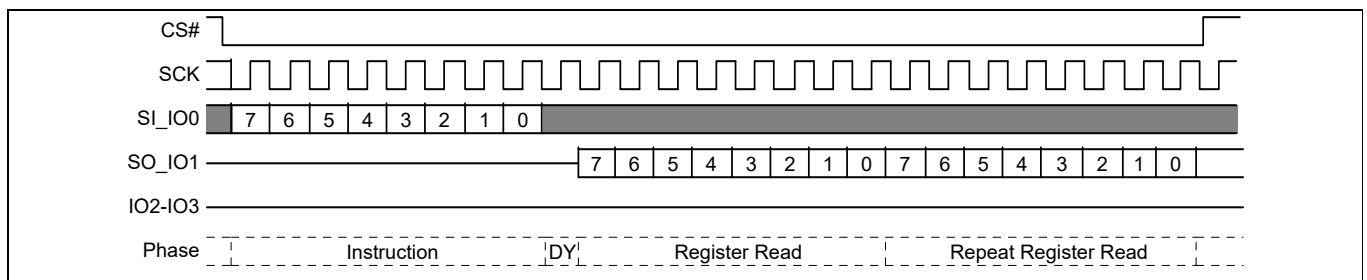 CS#
SCK
SI_IO0 7 6 5 4 3 2 1 0
SO_IO1 7 6 5 4 3 2 1 0 7 6 5 4 3 2 1 0
IO2-IO3
Phase Instruction DY Register Read Repeat Register Read